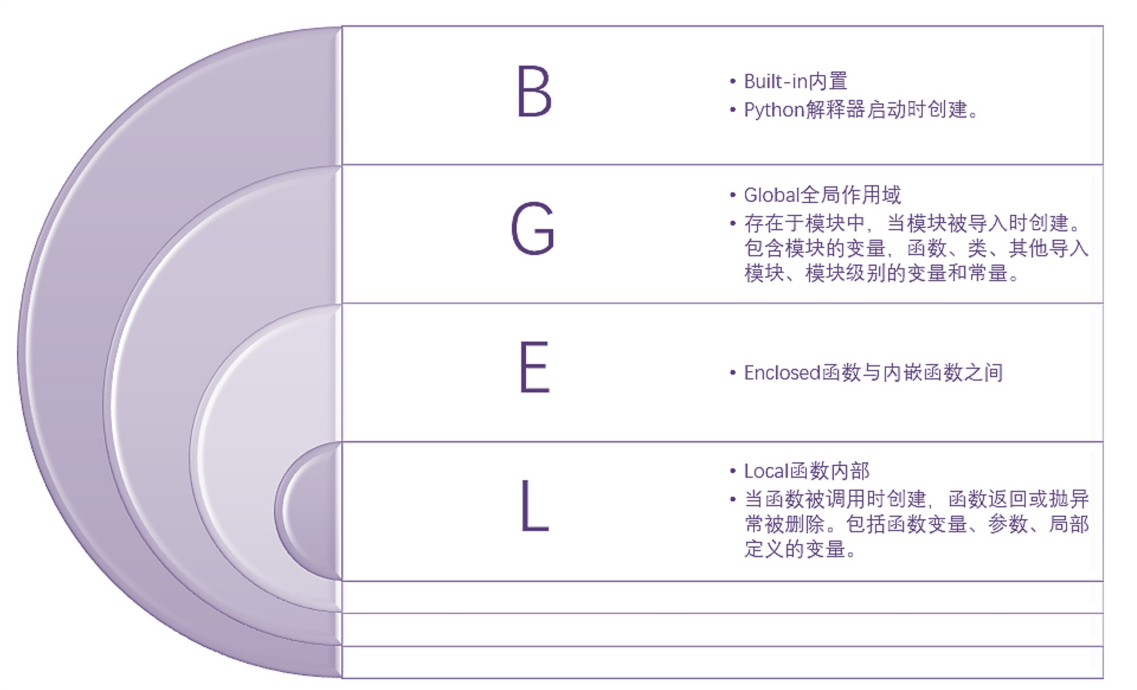 B
• Built-in内置
• Python解释器启动时创建。
G
• Global全局作用域
• 存在于模块中，当模块被导入时创建。
包含模块的变量，函数、类、其他导入
模块、模块级别的变量和常量。
E
• Enclosed函数与内嵌函数之间
L
• Local函数内部
• 当函数被调用时创建，函数返回或抛异
常被删除。包括函数变量、参数、局部
定义的变量。